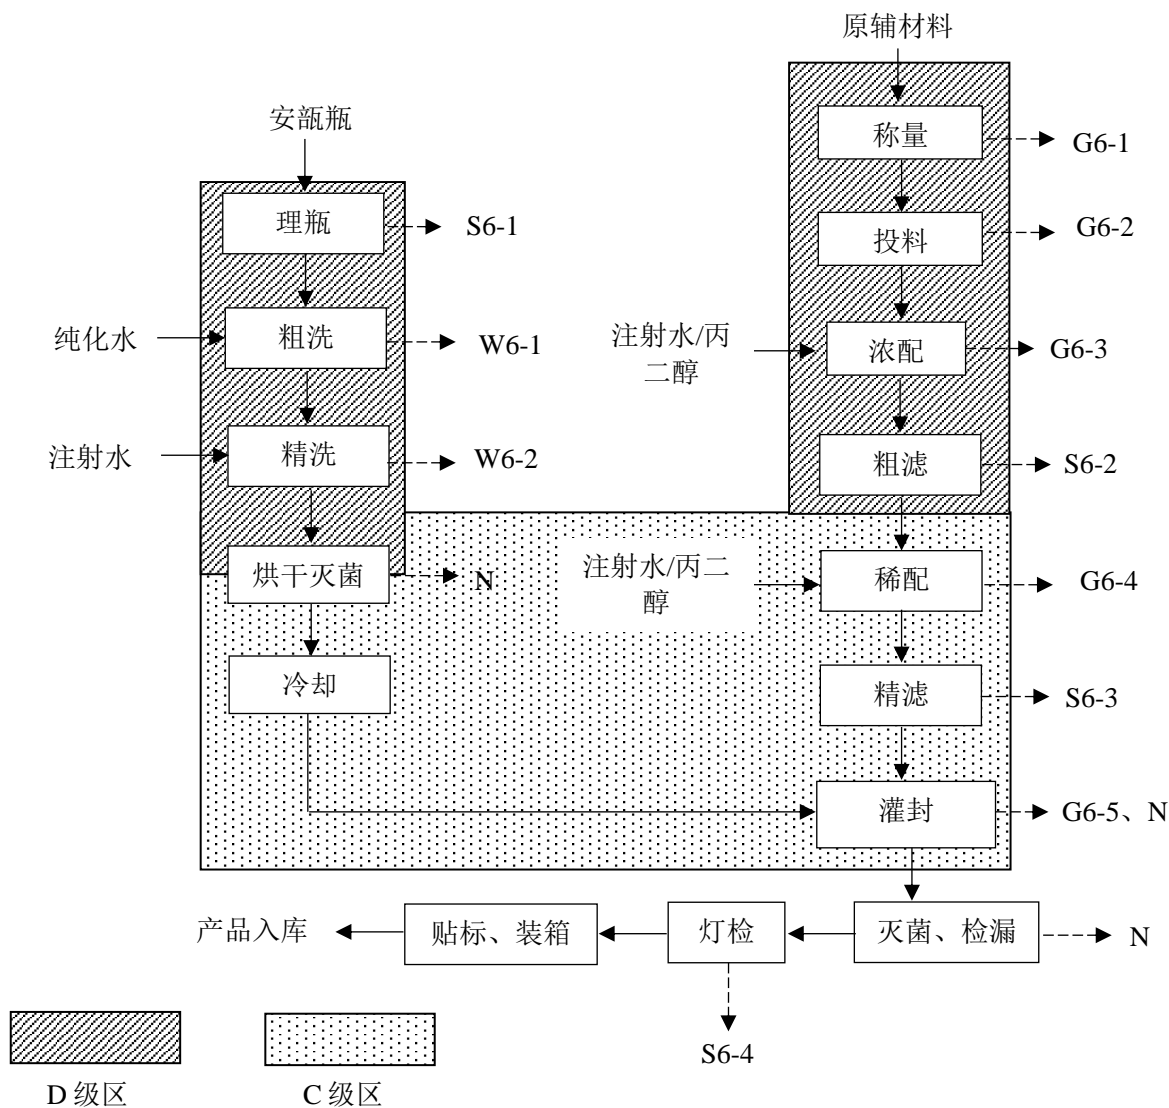 原辅材料
安瓿瓶
称量
G6-1
理瓶
S6-1
投料
G6-2
纯化水
粗洗
W6-1
注射水/丙
二醇
浓配
G6-3
注射水
精洗
W6-2
粗滤
S6-2
烘干灭菌
N
注射水/丙二
醇
稀配
G6-4
冷却
精滤
S6-3
灌封
G6-5、N
产品入库
贴标、装箱
灯检
灭菌、检漏
N
S6-4
D 级区
C 级区